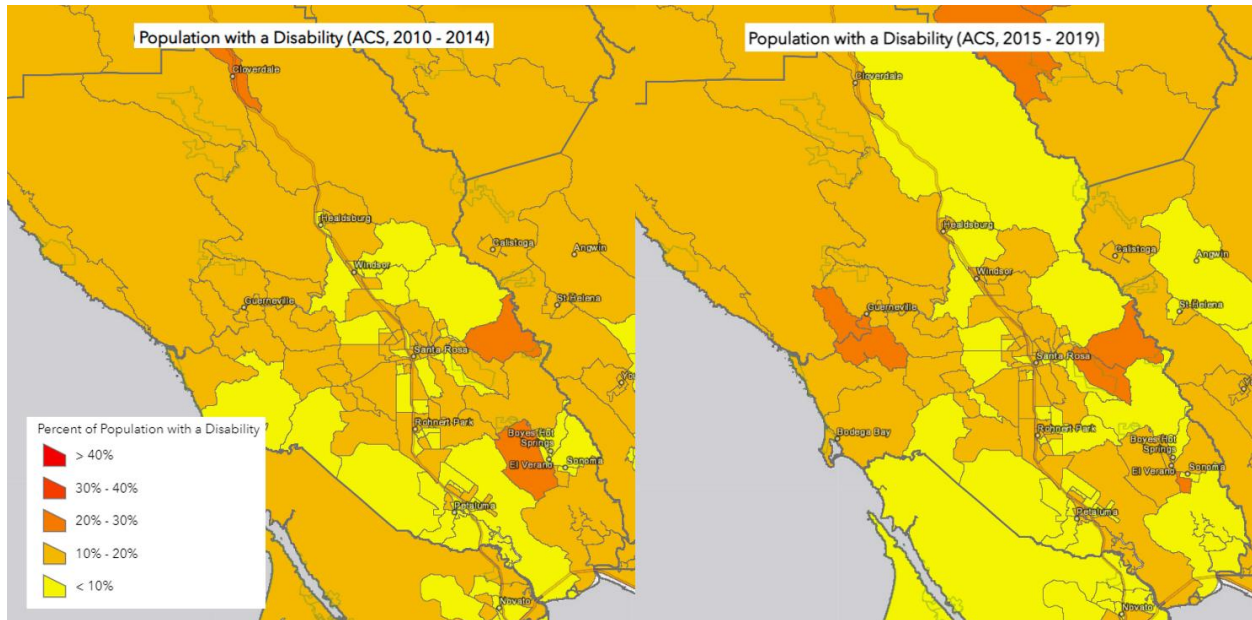 Population with a Disability (ACS, 2010 - 2014)
Cloverdale
Healdsburg
Windsor
Calistoga
Angwin
Guerneville
St Helena
Santa Rosa
Rohnert Park
Boyes Hot
Springs
El Verano
Sonoma
Petaluma
Novato
Percent of Population with a Disability
> 40%
30% - 40%
20% - 30%
10% - 20%
< 10%
Population with a Disability (ACS, 2015 - 2019)
Cloverdale
Healdsburg
Windsor
Calistoga
Angwin
Guerneville
St Helena
Santa Rosa
Bodega Bay
Rohnert Park
Boyes Hot
Springs
El Verano
Sonoma
Petaluma
Novato